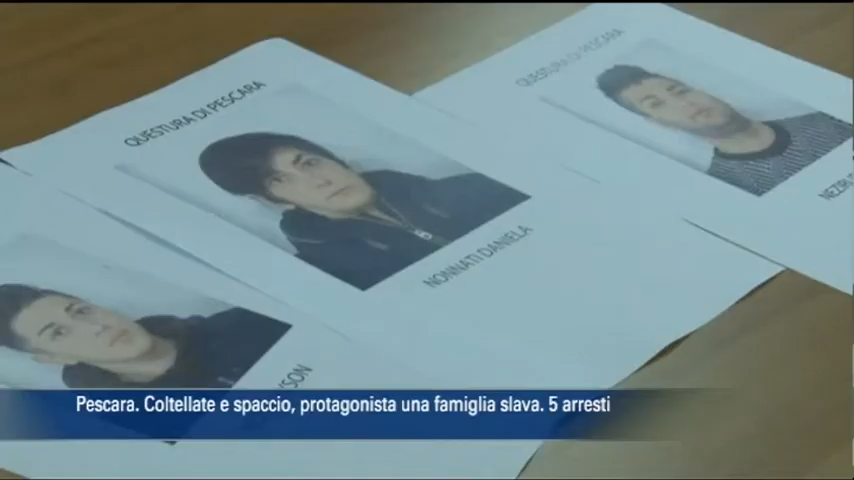 QUESTURA DI PESCARA
QUESTURA DI PESCARA
NONNATI DANIELA
Pescara. Coltellate e spaccio, protagonista una famiglia slava. 5 arresti